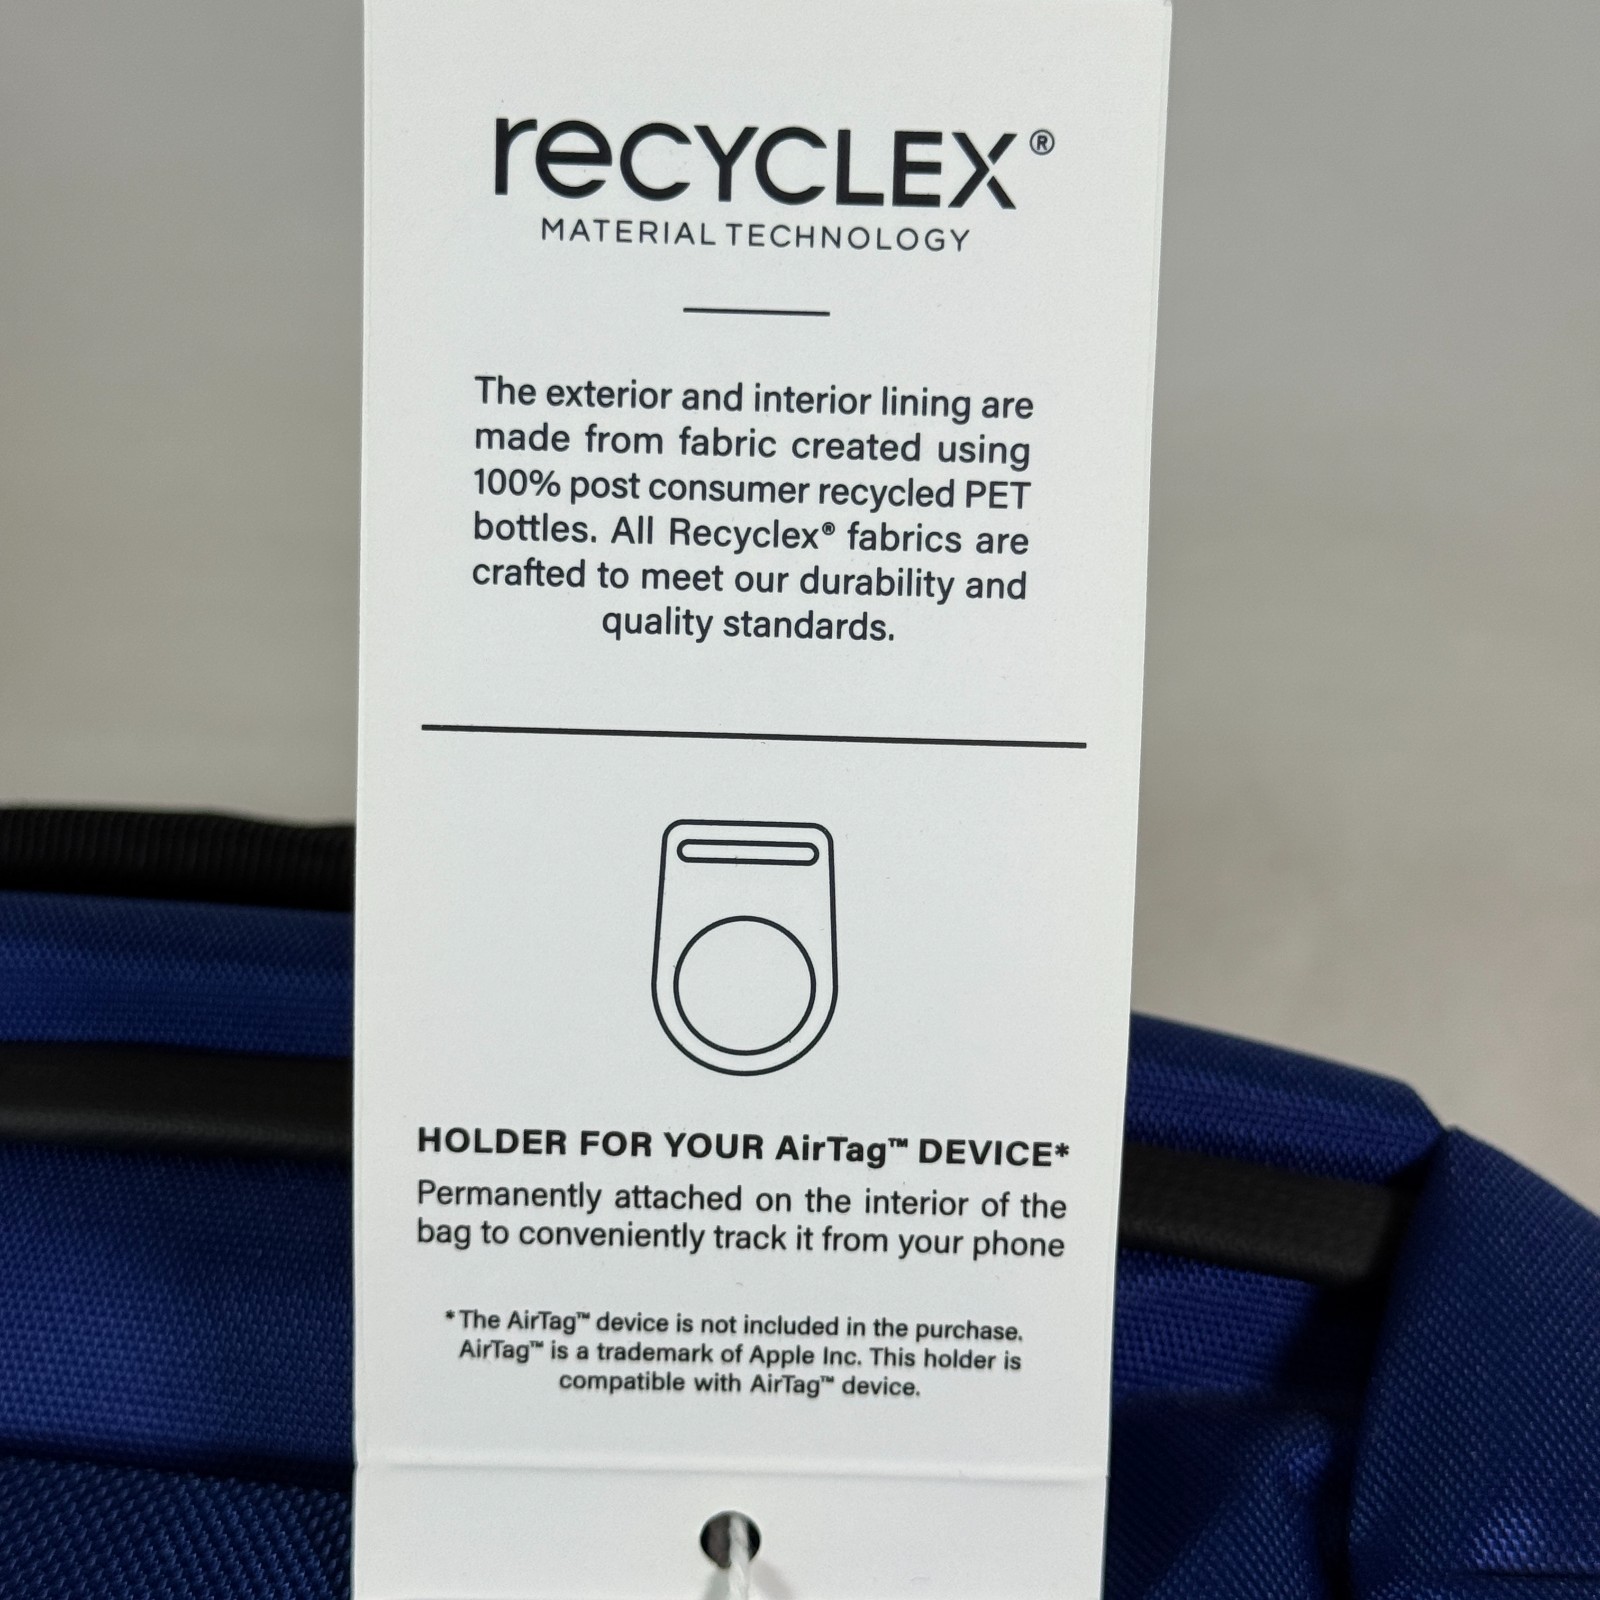 reCYCLEX®
MATERIAL TECHNOLOGY
The exterior and interior lining are
made from fabric created using
100% post consumer recycled PET
bottles. All Recyclex® fabrics are
crafted to meet our durability and
quality standards.
HOLDER FOR YOUR AirTag™ DEVICE*
Permanently attached on the interior of the
bag to conveniently track it from your phone
*The AirTag™ device is not included in the purchase.
AirTag™ is a trademark of Apple Inc. This holder is
compatible with AirTag™ device.